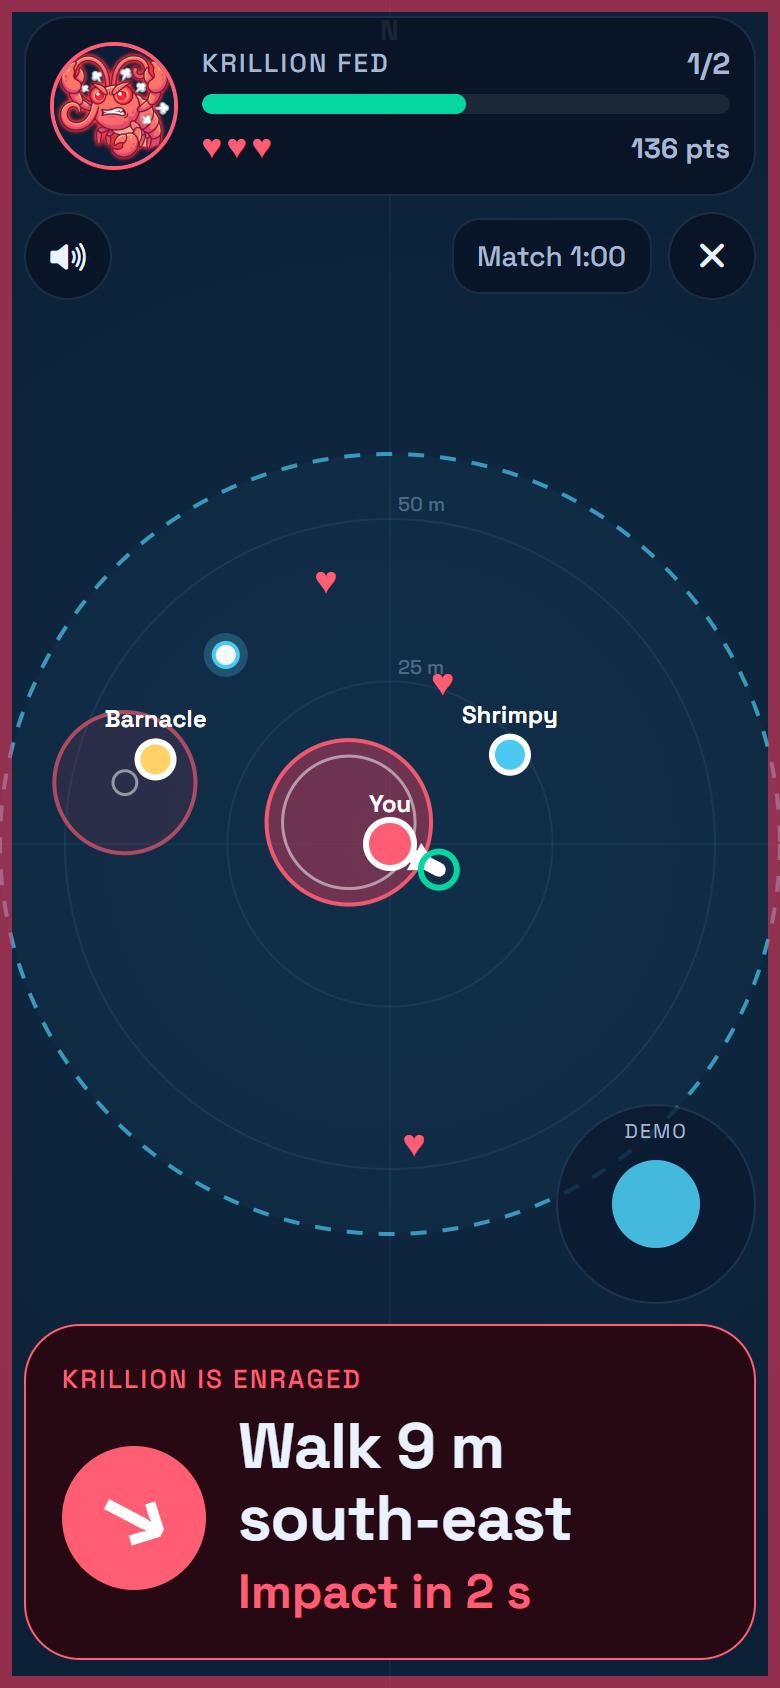 N
KRILLION FED
1/2
♥♥♥
136 pts
Match 1:00
50 m
25 m
Barnacle
Shrimpy
You
DEMO
KRILLION IS ENRAGED
Walk 9 m
south-east
Impact in 2 s